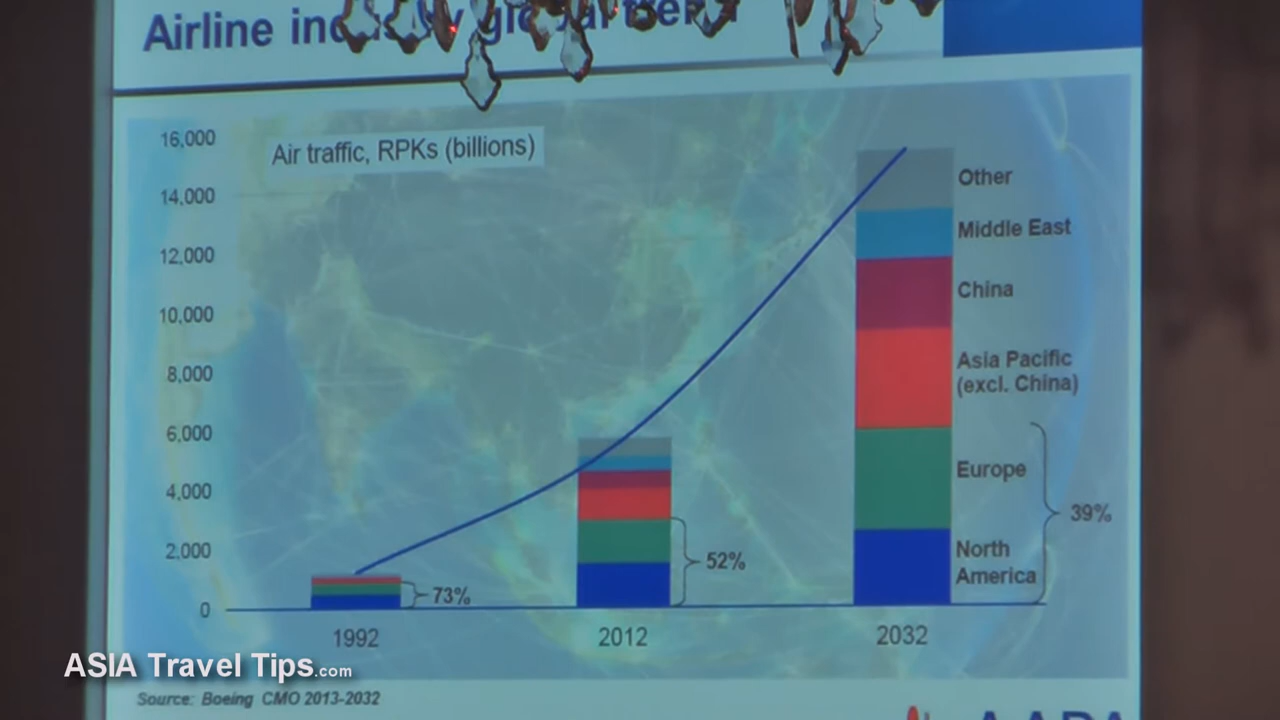 Airline industry global trend
16,000
Air traffic, RPKs (billions)
14,000
12,000
10,000
8,000
6,000
4,000
2,000
0
Other
Middle East
China
Asia Pacific
(excl. China)
Europe
39%
North
America
52%
73%
1992
2012
2032
ASIA Travel Tips.com
Source: Boeing CMO 2013-2032